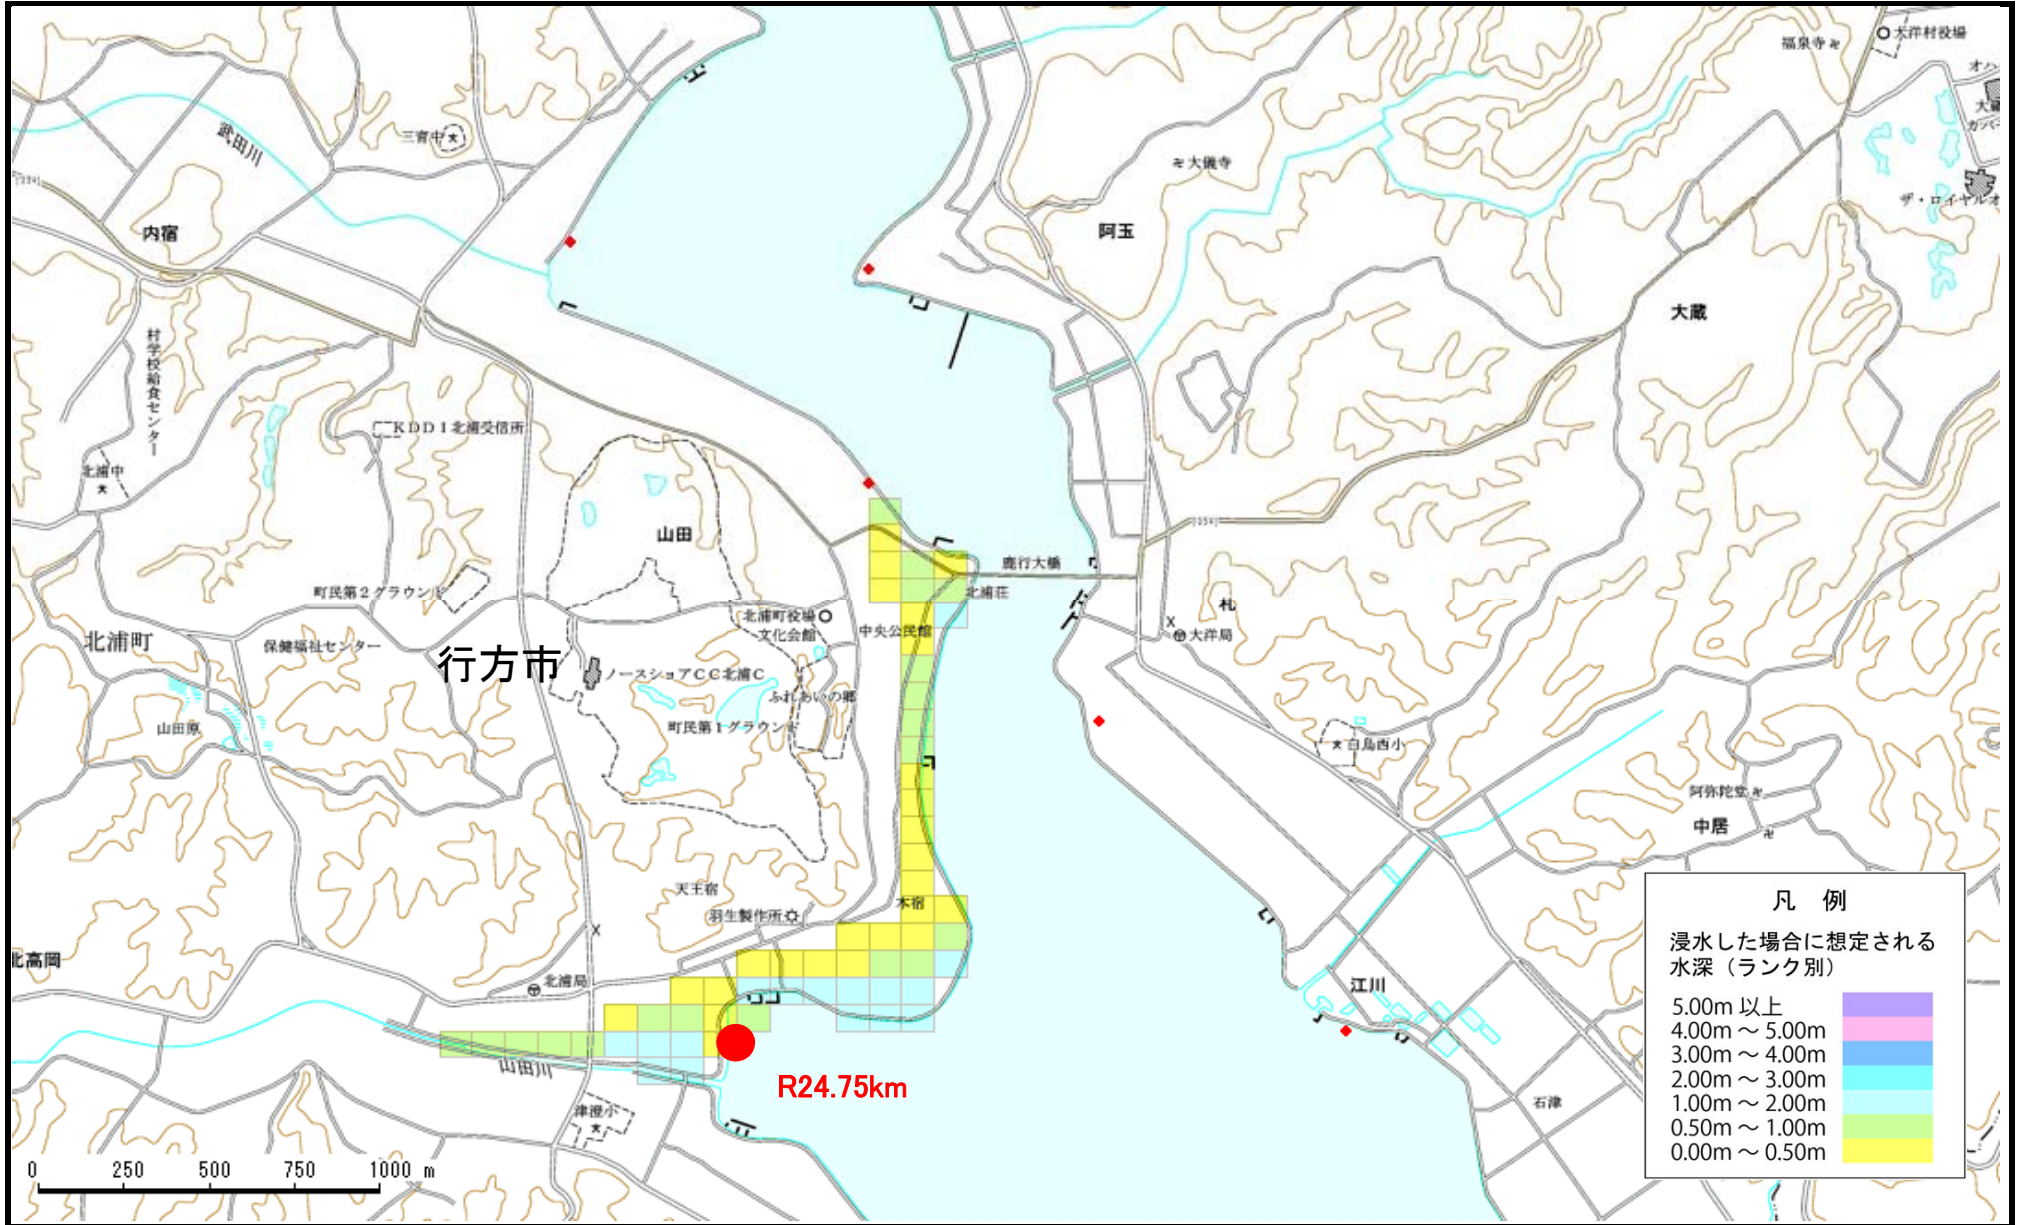 福泉寺
大洋村役場
オハ
大蔵
ガバ
三育中
武田川
大儀寺
ザ・ロイヤルオ
内宿
阿玉
大蔵
村学校給食センター
KDDI北浦受信所
北浦中
山田
鹿行大橋
町民第2グラウンド
北浦荘
札
北浦町役場
文化会館
中央公民館
大洋局
北浦町
保健福祉センター
行方市
ノースショアCC北浦C
ふれあいの郷
町民第1グラウンド
山田原
白鳥西小
阿弥陀堂
中居
天王宿
羽生製作所
本宿
北高岡
北浦局
江川
山田川
R24.75km
津澄小
石津
0 250 500 750 1000 m
凡 例
浸水した場合に想定される
水深（ランク別）
5.00m 以上
4.00m ～ 5.00m
3.00m ～ 4.00m
2.00m ～ 3.00m
1.00m ～ 2.00m
0.50m ～ 1.00m
0.00m ～ 0.50m